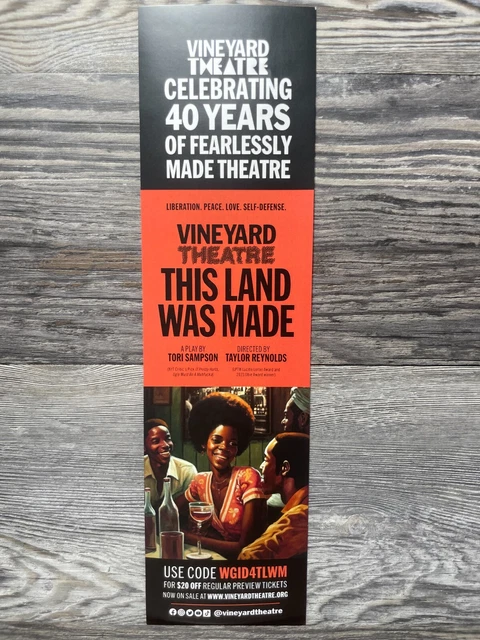 VINEYARD
THEATRE
CELEBRATING
40 YEARS
OF FEARLESSLY
MADE THEATRE
LIBERATION. PEACE. LOVE. SELF-DEFENSE.
VINEYARD
THEATRE
THIS LAND
WAS MADE
A PLAY BY
TORI SAMPSON
DIRECTED BY
TAYLOR REYNOLDS
USE CODE WGID4TLWM
FOR $20 OFF REGULAR PREVIEW TICKETS
NOW ON SALE AT WWW.VINEYARDTHEATRE.ORG
@vineyardtheatre